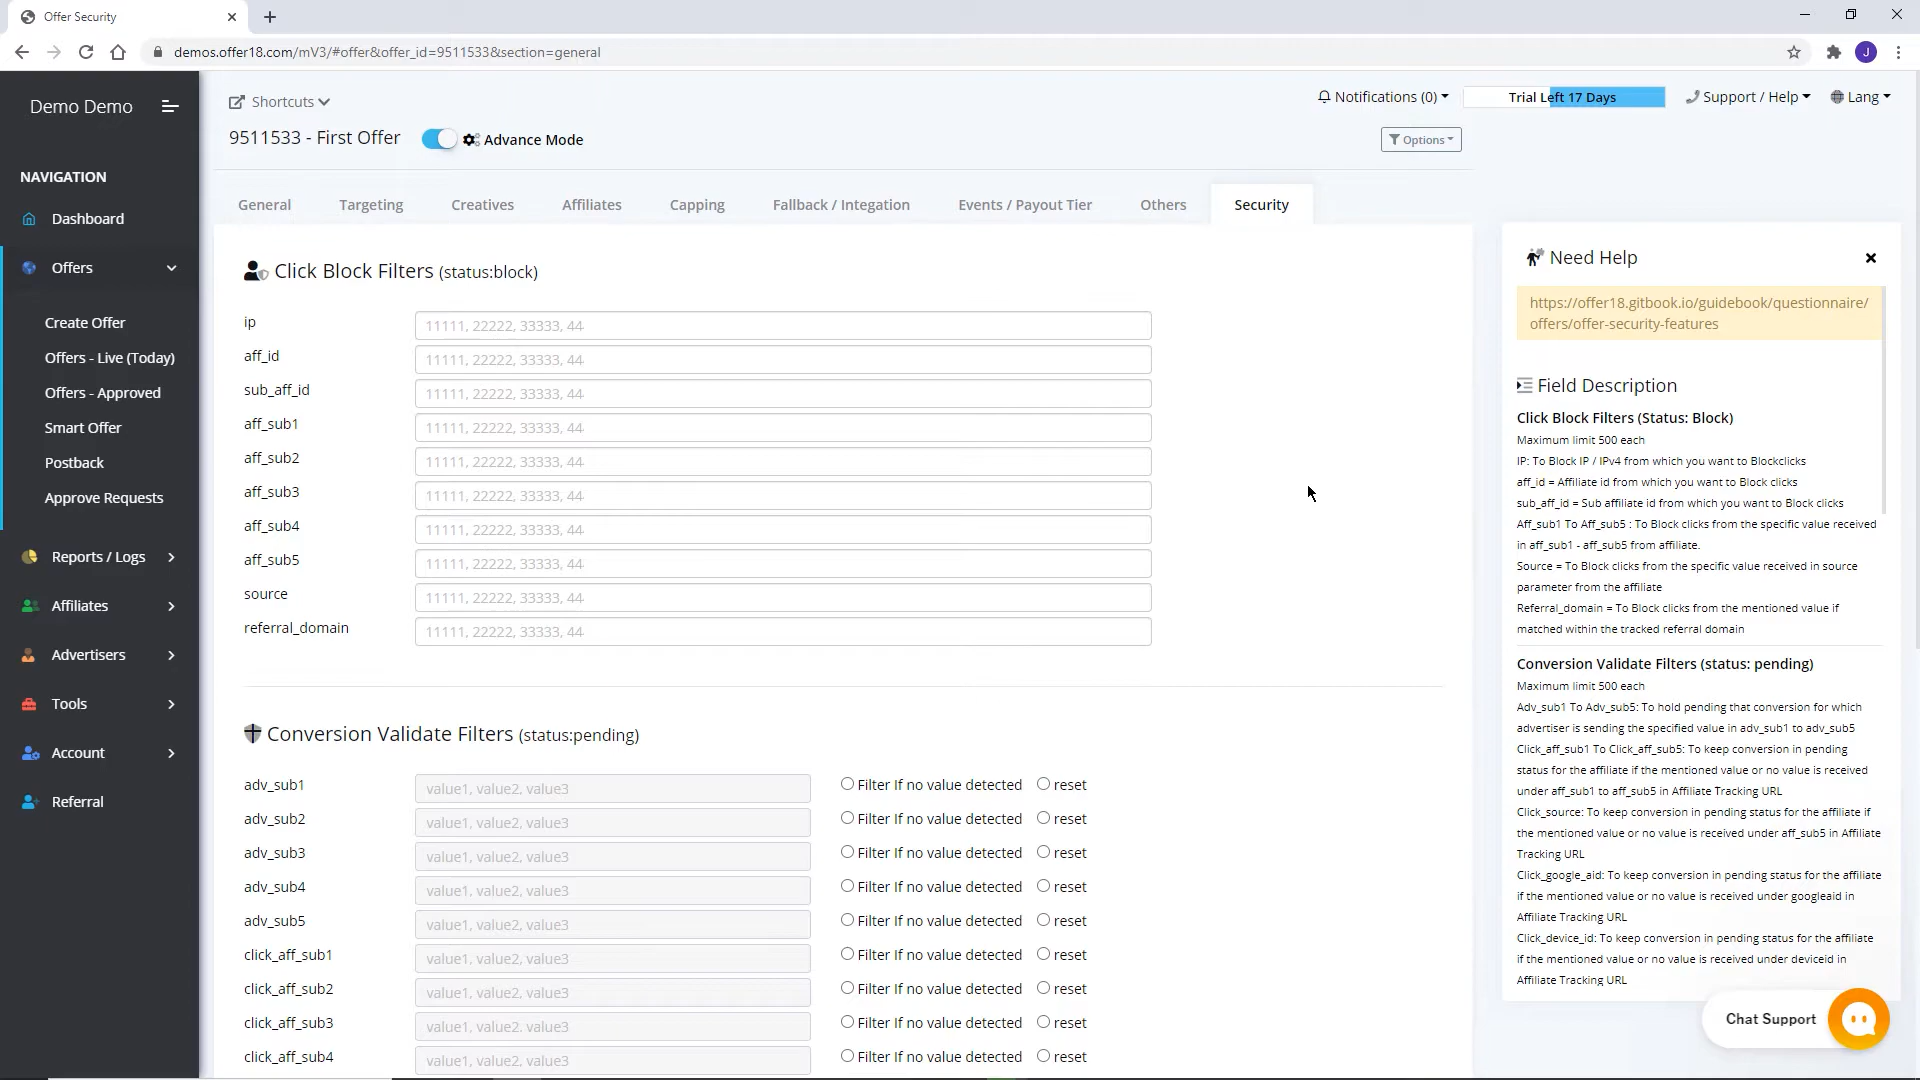 Offer Security
demos.offer18.com/mV3/#offer&offer_id=9511533&section=general
J
Demo Demo
NAVIGATION
Dashboard
Offers
Create Offer
Offers - Live (Today)
Offers - Approved
Smart Offer
Postback
Approve Requests
Reports / Logs
Affiliates
Advertisers
Tools
Account
Referral
Shortcuts
Notifications (0)
Trial Left 17 Days
Support / Help
Lang
9511533 - First Offer
Advance Mode
Options
General Targeting Creatives Affiliates Capping Fallback / Integation Events / Payout Tier Others Security
Click Block Filters (status:block)
ip 11111, 22222, 33333, 44
aff_id 11111, 22222, 33333, 44
sub_aff_id 11111, 22222, 33333, 44
aff_sub1 11111, 22222, 33333, 44
aff_sub2 11111, 22222, 33333, 44
aff_sub3 11111, 22222, 33333, 44
aff_sub4 11111, 22222, 33333, 44
aff_sub5 11111, 22222, 33333, 44
source 11111, 22222, 33333, 44
referral_domain 11111, 22222, 33333, 44
Conversion Validate Filters (status:pending)
adv_sub1 value1, value2, value3 Filter If no value detected reset
adv_sub2 value1, value2, value3 Filter If no value detected reset
adv_sub3 value1, value2, value3 Filter If no value detected reset
adv_sub4 value1, value2, value3 Filter If no value detected reset
adv_sub5 value1, value2, value3 Filter If no value detected reset
click_aff_sub1 value1, value2, value3 Filter If no value detected reset
click_aff_sub2 value1, value2, value3 Filter If no value detected reset
click_aff_sub3 value1, value2, value3 Filter If no value detected reset
click_aff_sub4 value1, value2, value3 Filter If no value detected reset
Need Help
https://offer18.gitbook.io/guidebook/questionnaire/
offers/offer-security-features
Field Description
Click Block Filters (Status: Block)
Maximum limit 500 each
IP: To Block IP / IPv4 from which you want to Blockclicks
aff_id = Affiliate id from which you want to Block clicks
sub_aff_id = Sub affiliate id from which you want to Block clicks
Aff_sub1 To Aff_sub5 : To Block clicks from the specific value received
in aff_sub1 - aff_sub5 from affiliate.
Source = To Block clicks from the specific value received in source
parameter from the affiliate
Referral_domain = To Block clicks from the mentioned value if
matched within the tracked referral domain
Conversion Validate Filters (status: pending)
Maximum limit 500 each
Adv_sub1 To Adv_sub5: To hold pending that conversion for which
advertiser is sending the specified value in adv_sub1 to adv_sub5
Click_aff_sub1 To Click_aff_sub5: To keep conversion in pending
status for the affiliate if the mentioned value or no value is received
under aff_sub1 to aff_sub5 in Affiliate Tracking URL
Click_source: To keep conversion in pending status for the affiliate if
the mentioned value or no value is received under aff_sub5 in Affiliate
Tracking URL
Click_google_aid: To keep conversion in pending status for the affiliate
if the mentioned value or no value is received under googleaid in
Affiliate Tracking URL
Click_device_id: To keep conversion in pending status for the affiliate
if the mentioned value or no value is received under deviceid in
Affiliate Tracking URL
Chat Support